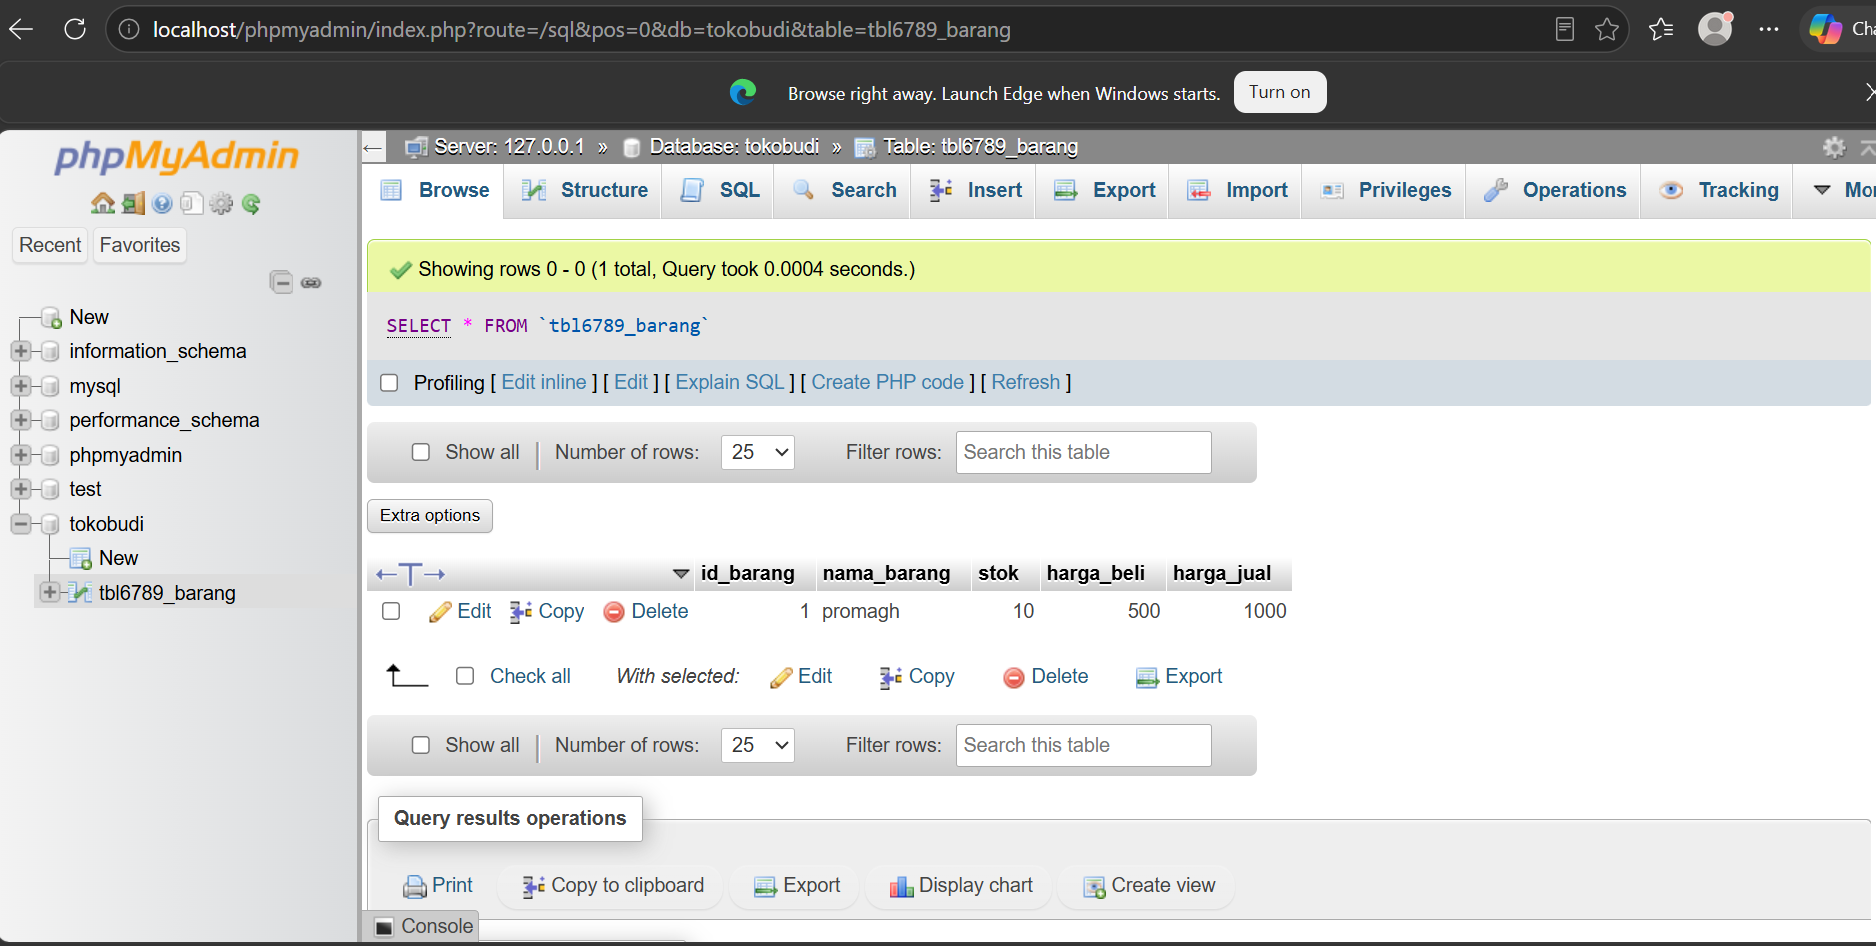 localhost/phpmyadmin/index.php?route=/sql&pos=0&db=tokobudi&table=tbl6789_barang
Browse right away. Launch Edge when Windows starts. Turn on
phpMyAdmin
Recent Favorites
New
information_schema
mysql
performance_schema
phpmyadmin
test
tokobudi
New
tbl6789_barang
Server: 127.0.0.1 » Database: tokobudi » Table: tbl6789_barang
Browse Structure SQL Search Insert Export Import Privileges Operations Tracking
Showing rows 0 - 0 (1 total, Query took 0.0004 seconds.)
SELECT * FROM `tbl6789_barang`
Profiling [ Edit inline ] [ Edit ] [ Explain SQL ] [ Create PHP code ] [ Refresh ]
Show all | Number of rows: 25 Filter rows: Search this table
Extra options
id_barang nama_barang stok harga_beli harga_jual
Edit Copy Delete 1 promagh 10 500 1000
Check all With selected: Edit Copy Delete Export
Show all | Number of rows: 25 Filter rows: Search this table
Query results operations
Print Copy to clipboard Export Display chart Create view
Console